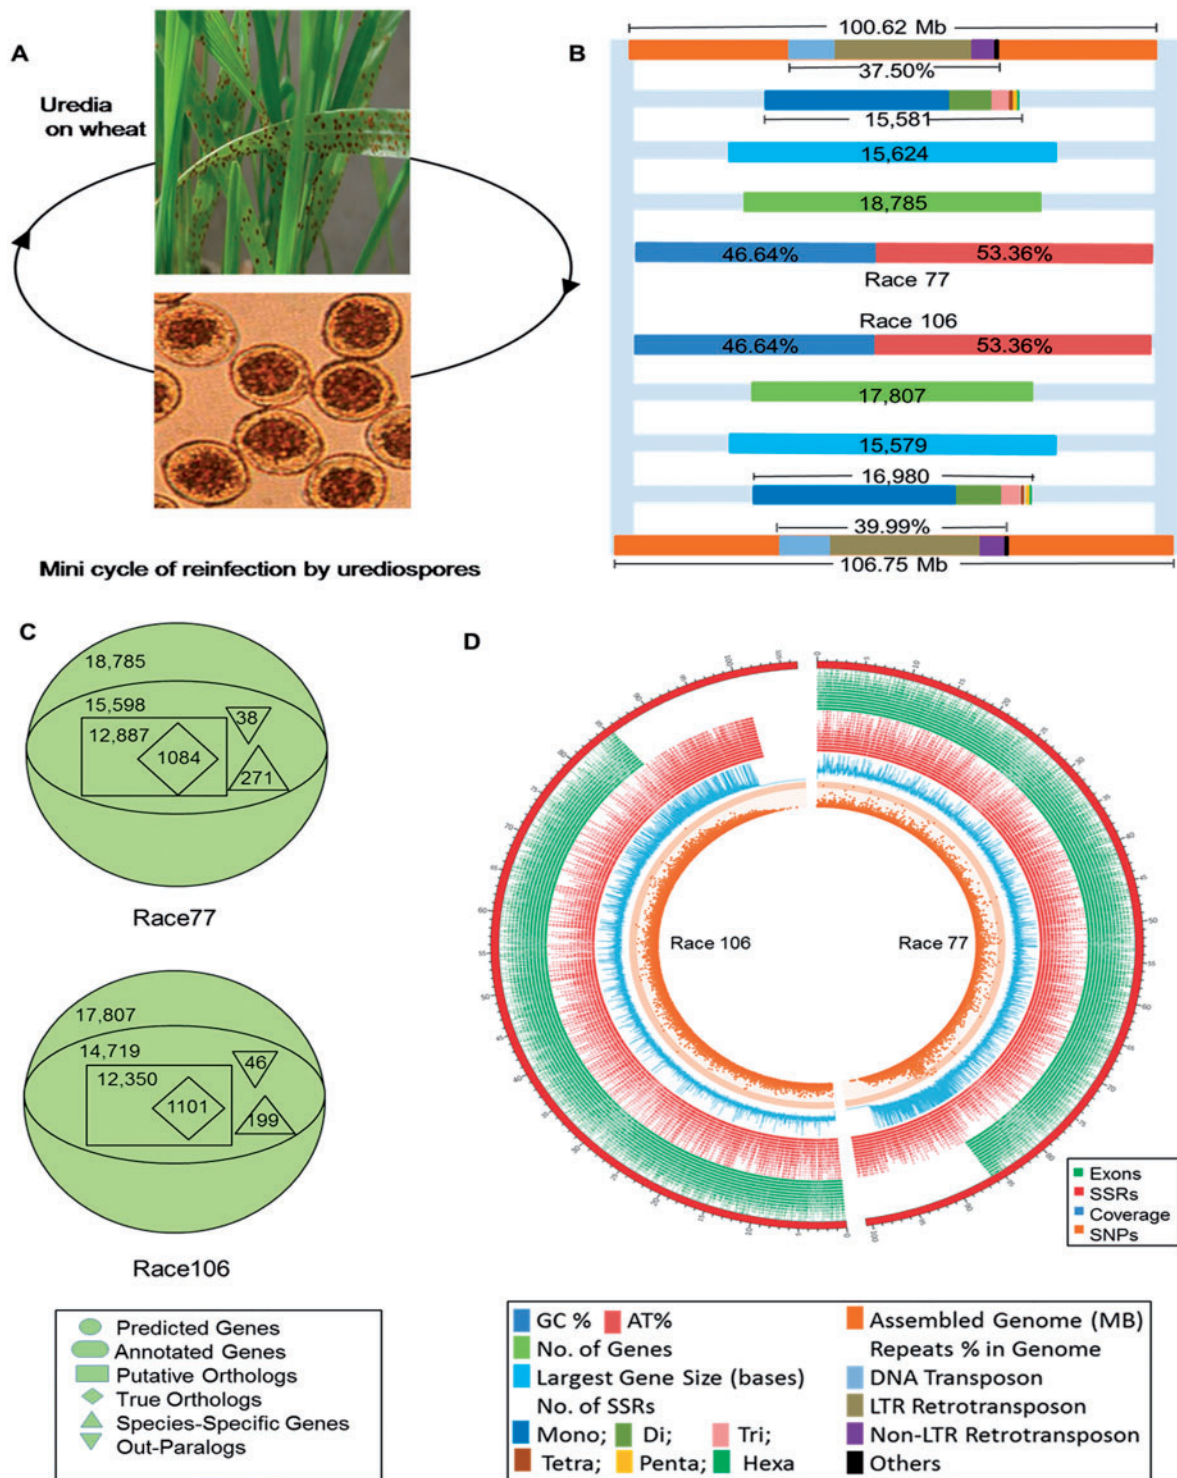 A
Uredia
on wheat
Mini cycle of reinfection by urediospores
B
100.62 Mb
37.50%
15,581
15,624
18,785
46.64% 53.36%
Race 77
Race 106
46.64% 53.36%
17,807
15,579
16,980
39.99%
106.75 Mb
C
18,785
15,598
12,887
1084
38
271
Race77
17,807
14,719
12,350
1101
46
199
Race106
Predicted Genes
Annotated Genes
Putative Orthologs
True Orthologs
Species-Specific Genes
Out-Paralogs
D
Race 106
Race 77
Exons
SSRs
Coverage
SNPs
GC % AT%
No. of Genes
Largest Gene Size (bases)
No. of SSRs
Mono; Di; Tri;
Tetra; Penta; Hexa
Assembled Genome (MB)
Repeats % in Genome
DNA Transposon
LTR Retrotransposon
Non-LTR Retrotransposon
Others